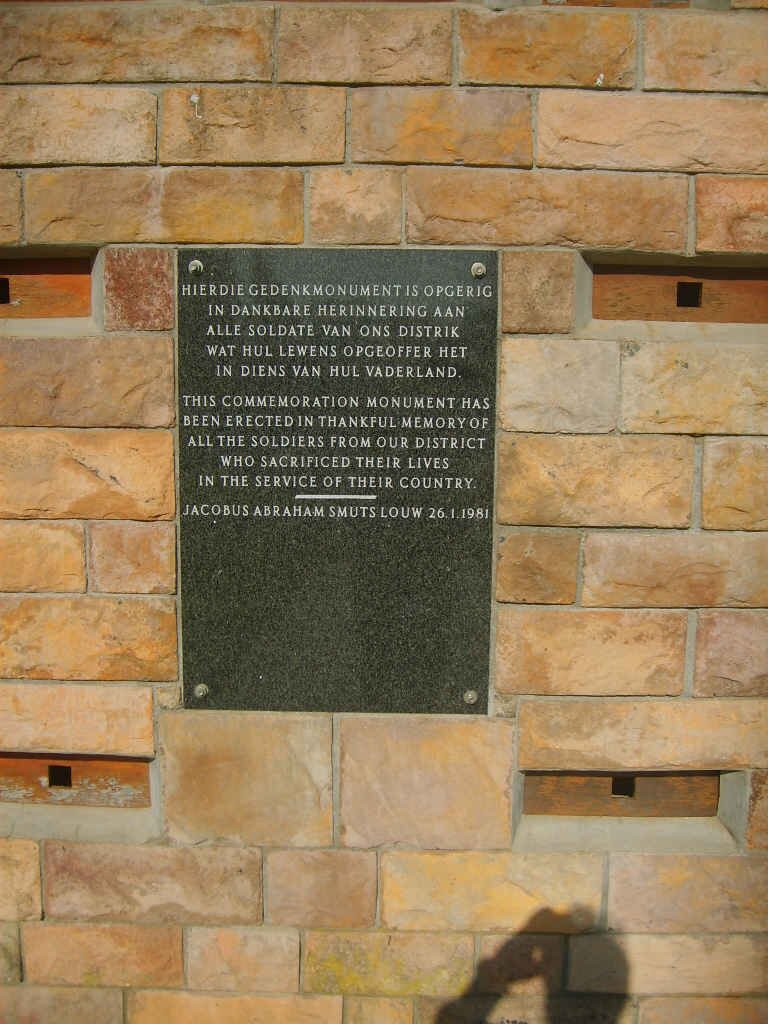 HIERDIE GEDENKMONUMENT IS OPGERIG
IN DANKBARE HERINNERING AAN
ALLE SOLDATE VAN ONS DISTRIK
WAT HUL LEWENS OPGEOFFER HET
IN DIENS VAN HUL VADERLAND.
THIS COMMEMORATION MONUMENT HAS
BEEN ERECTED IN THANKFUL MEMORY OF
ALL THE SOLDIERS FROM OUR DISTRICT
WHO SACRIFICED THEIR LIVES
IN THE SERVICE OF THEIR COUNTRY.
JACOBUS ABRAHAM SMUTS LOUW 26.1.1981